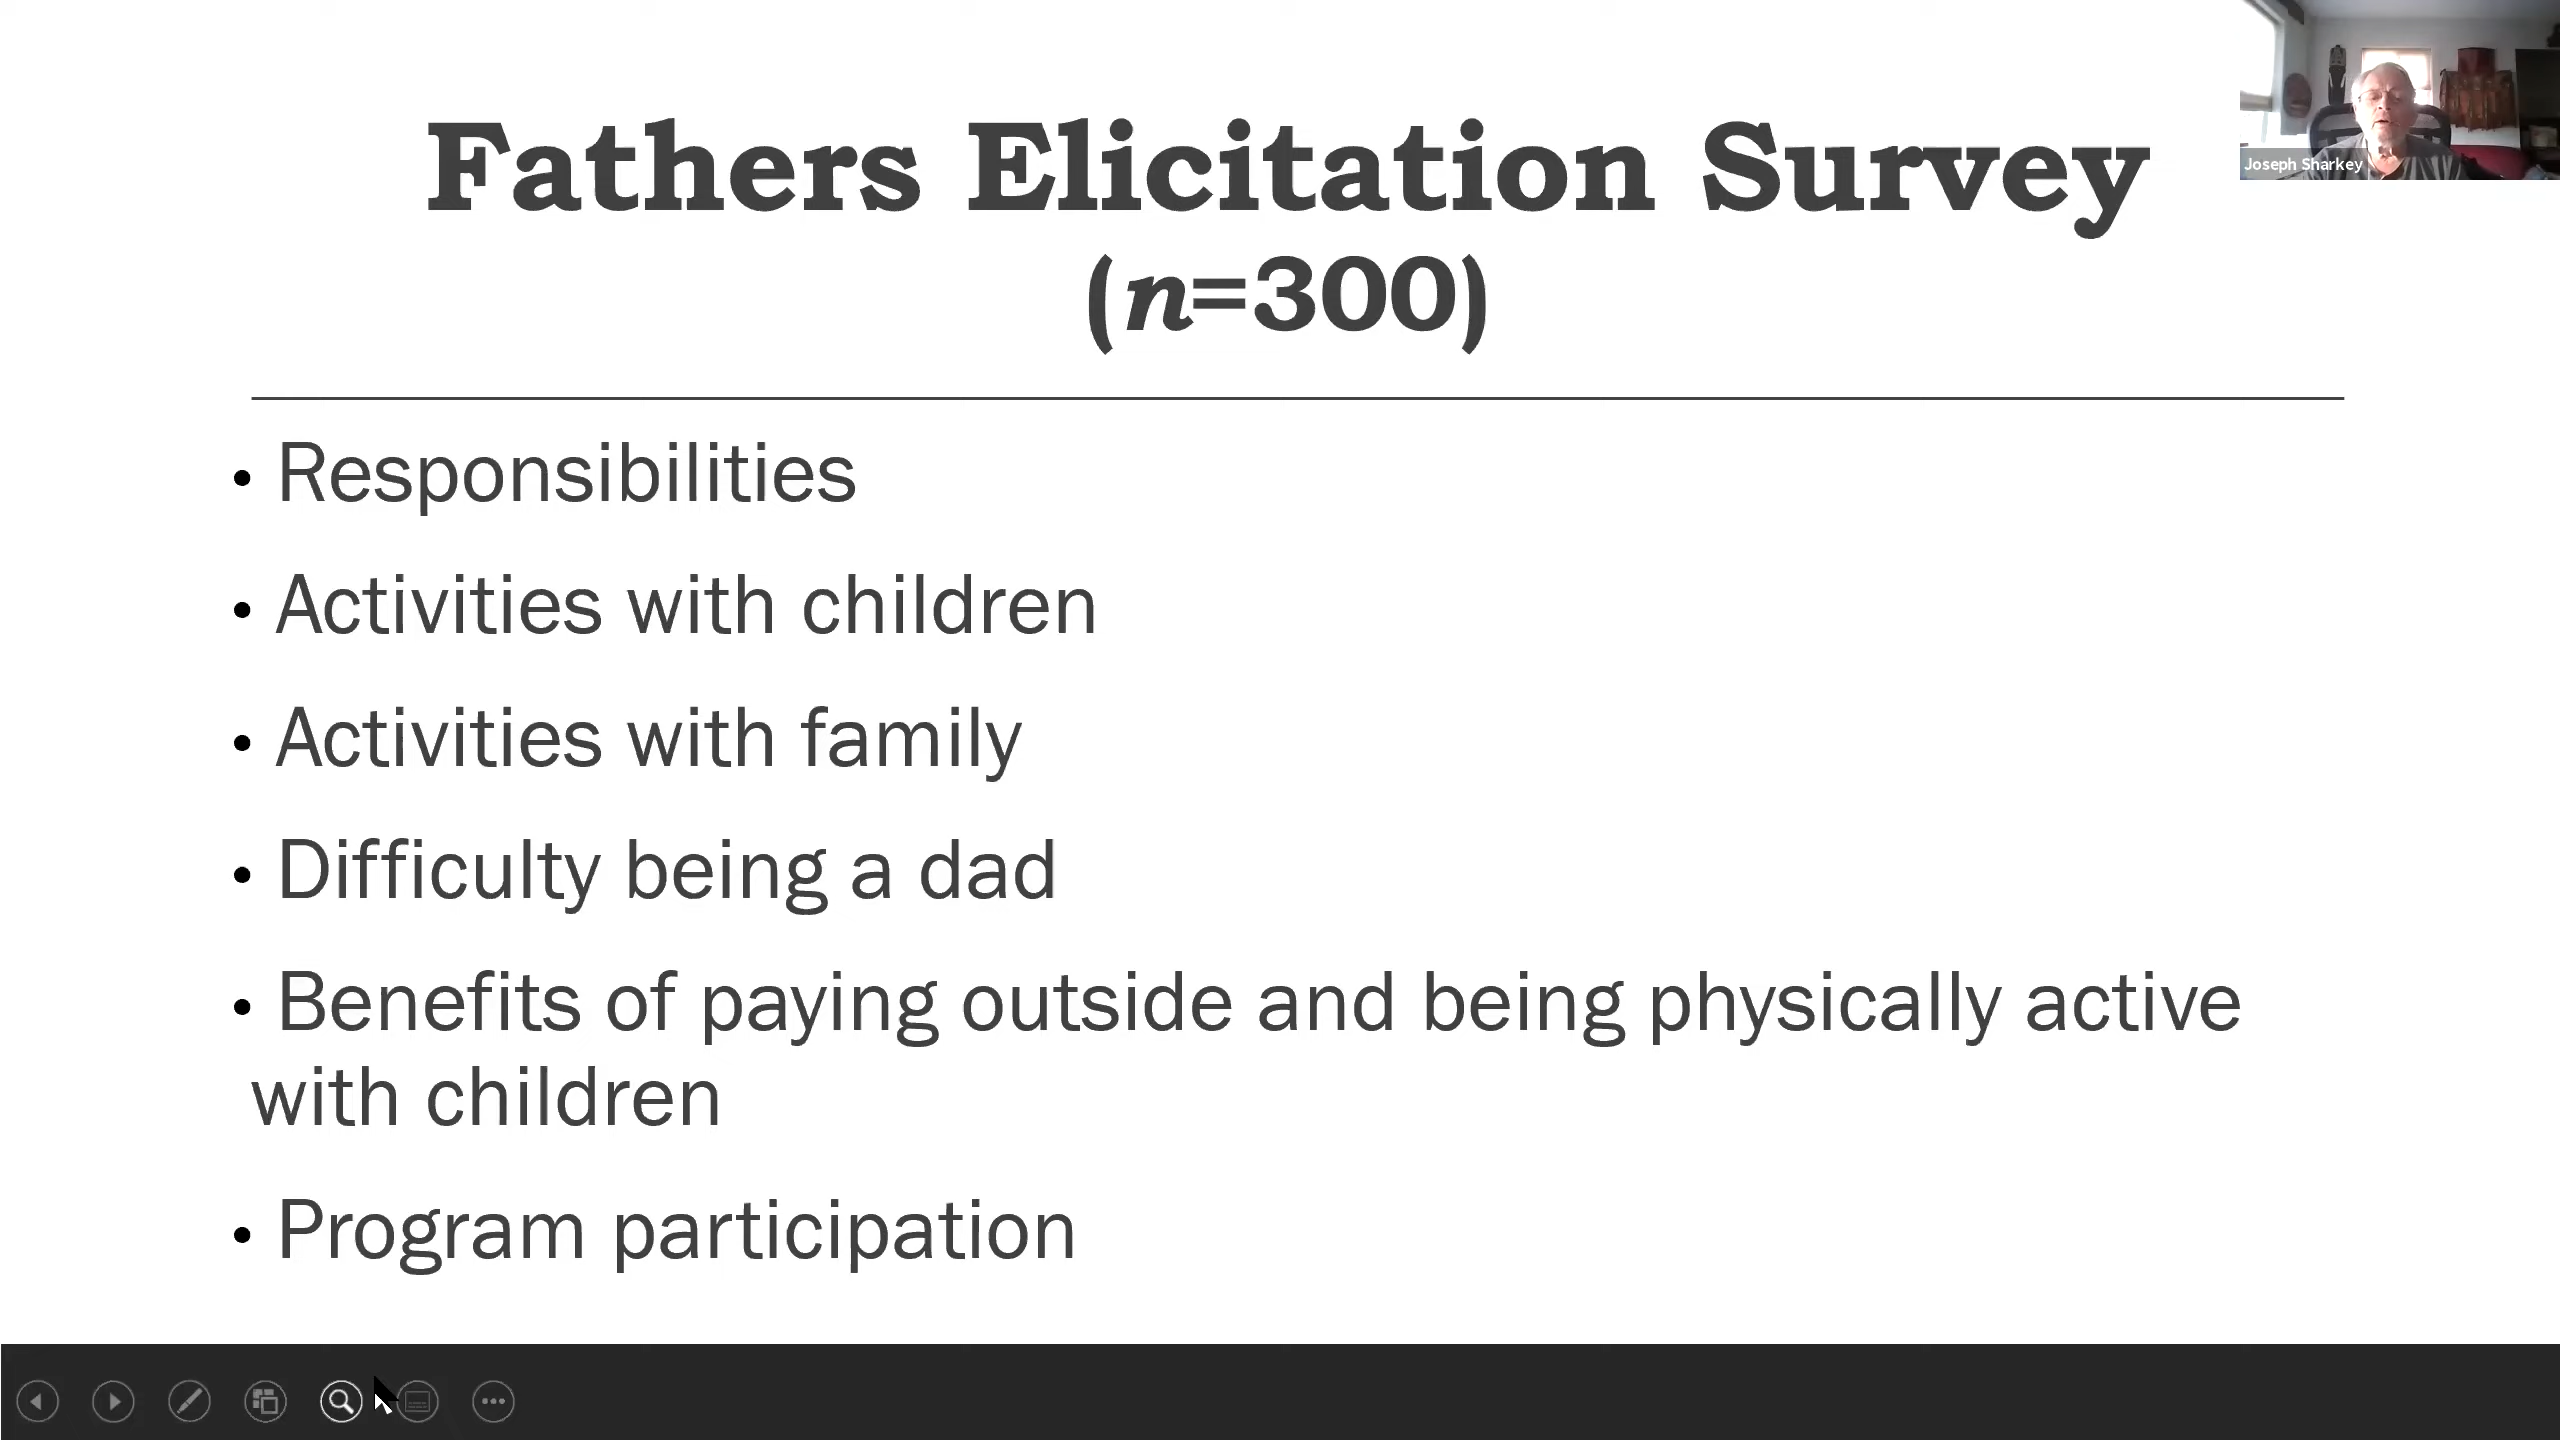 Fathers Elicitation Survey
(n=300)
Joseph Sharkey
• Responsibilities
• Activities with children
• Activities with family
• Difficulty being a dad
• Benefits of paying outside and being physically active
with children
• Program participation